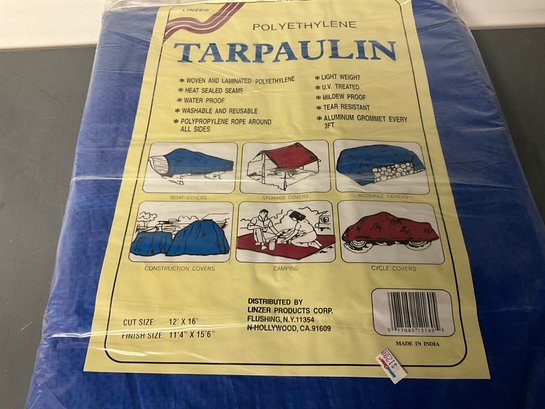 LINZER
POLYETHYLENE
TARPAULIN
* WOVEN AND LAMINATED POLYETHYLENE
* HEAT SEALED SEAMS
* WATER PROOF
* WASHABLE AND REUSABLE
* POLYPROPYLENE ROPE AROUND
ALL SIDES
* LIGHT WEIGHT
* U.V. TREATED
* MILDEW PROOF
* TEAR RESISTANT
* ALUMINUM GROMMET EVERY
3FT
BOAT COVERS
STORAGE COVERS
WOODPILE COVERS
CONSTRUCTION COVERS
CAMPING
CYCLE COVERS
DISTRIBUTED BY
LINZER PRODUCTS CORP.
FLUSHING, N.Y.11354
N-HOLLYWOOD, CA.91609
CUT SIZE: 12' X 16'
FINISH SIZE: 11'4" X 15'6"
MADE IN INDIA